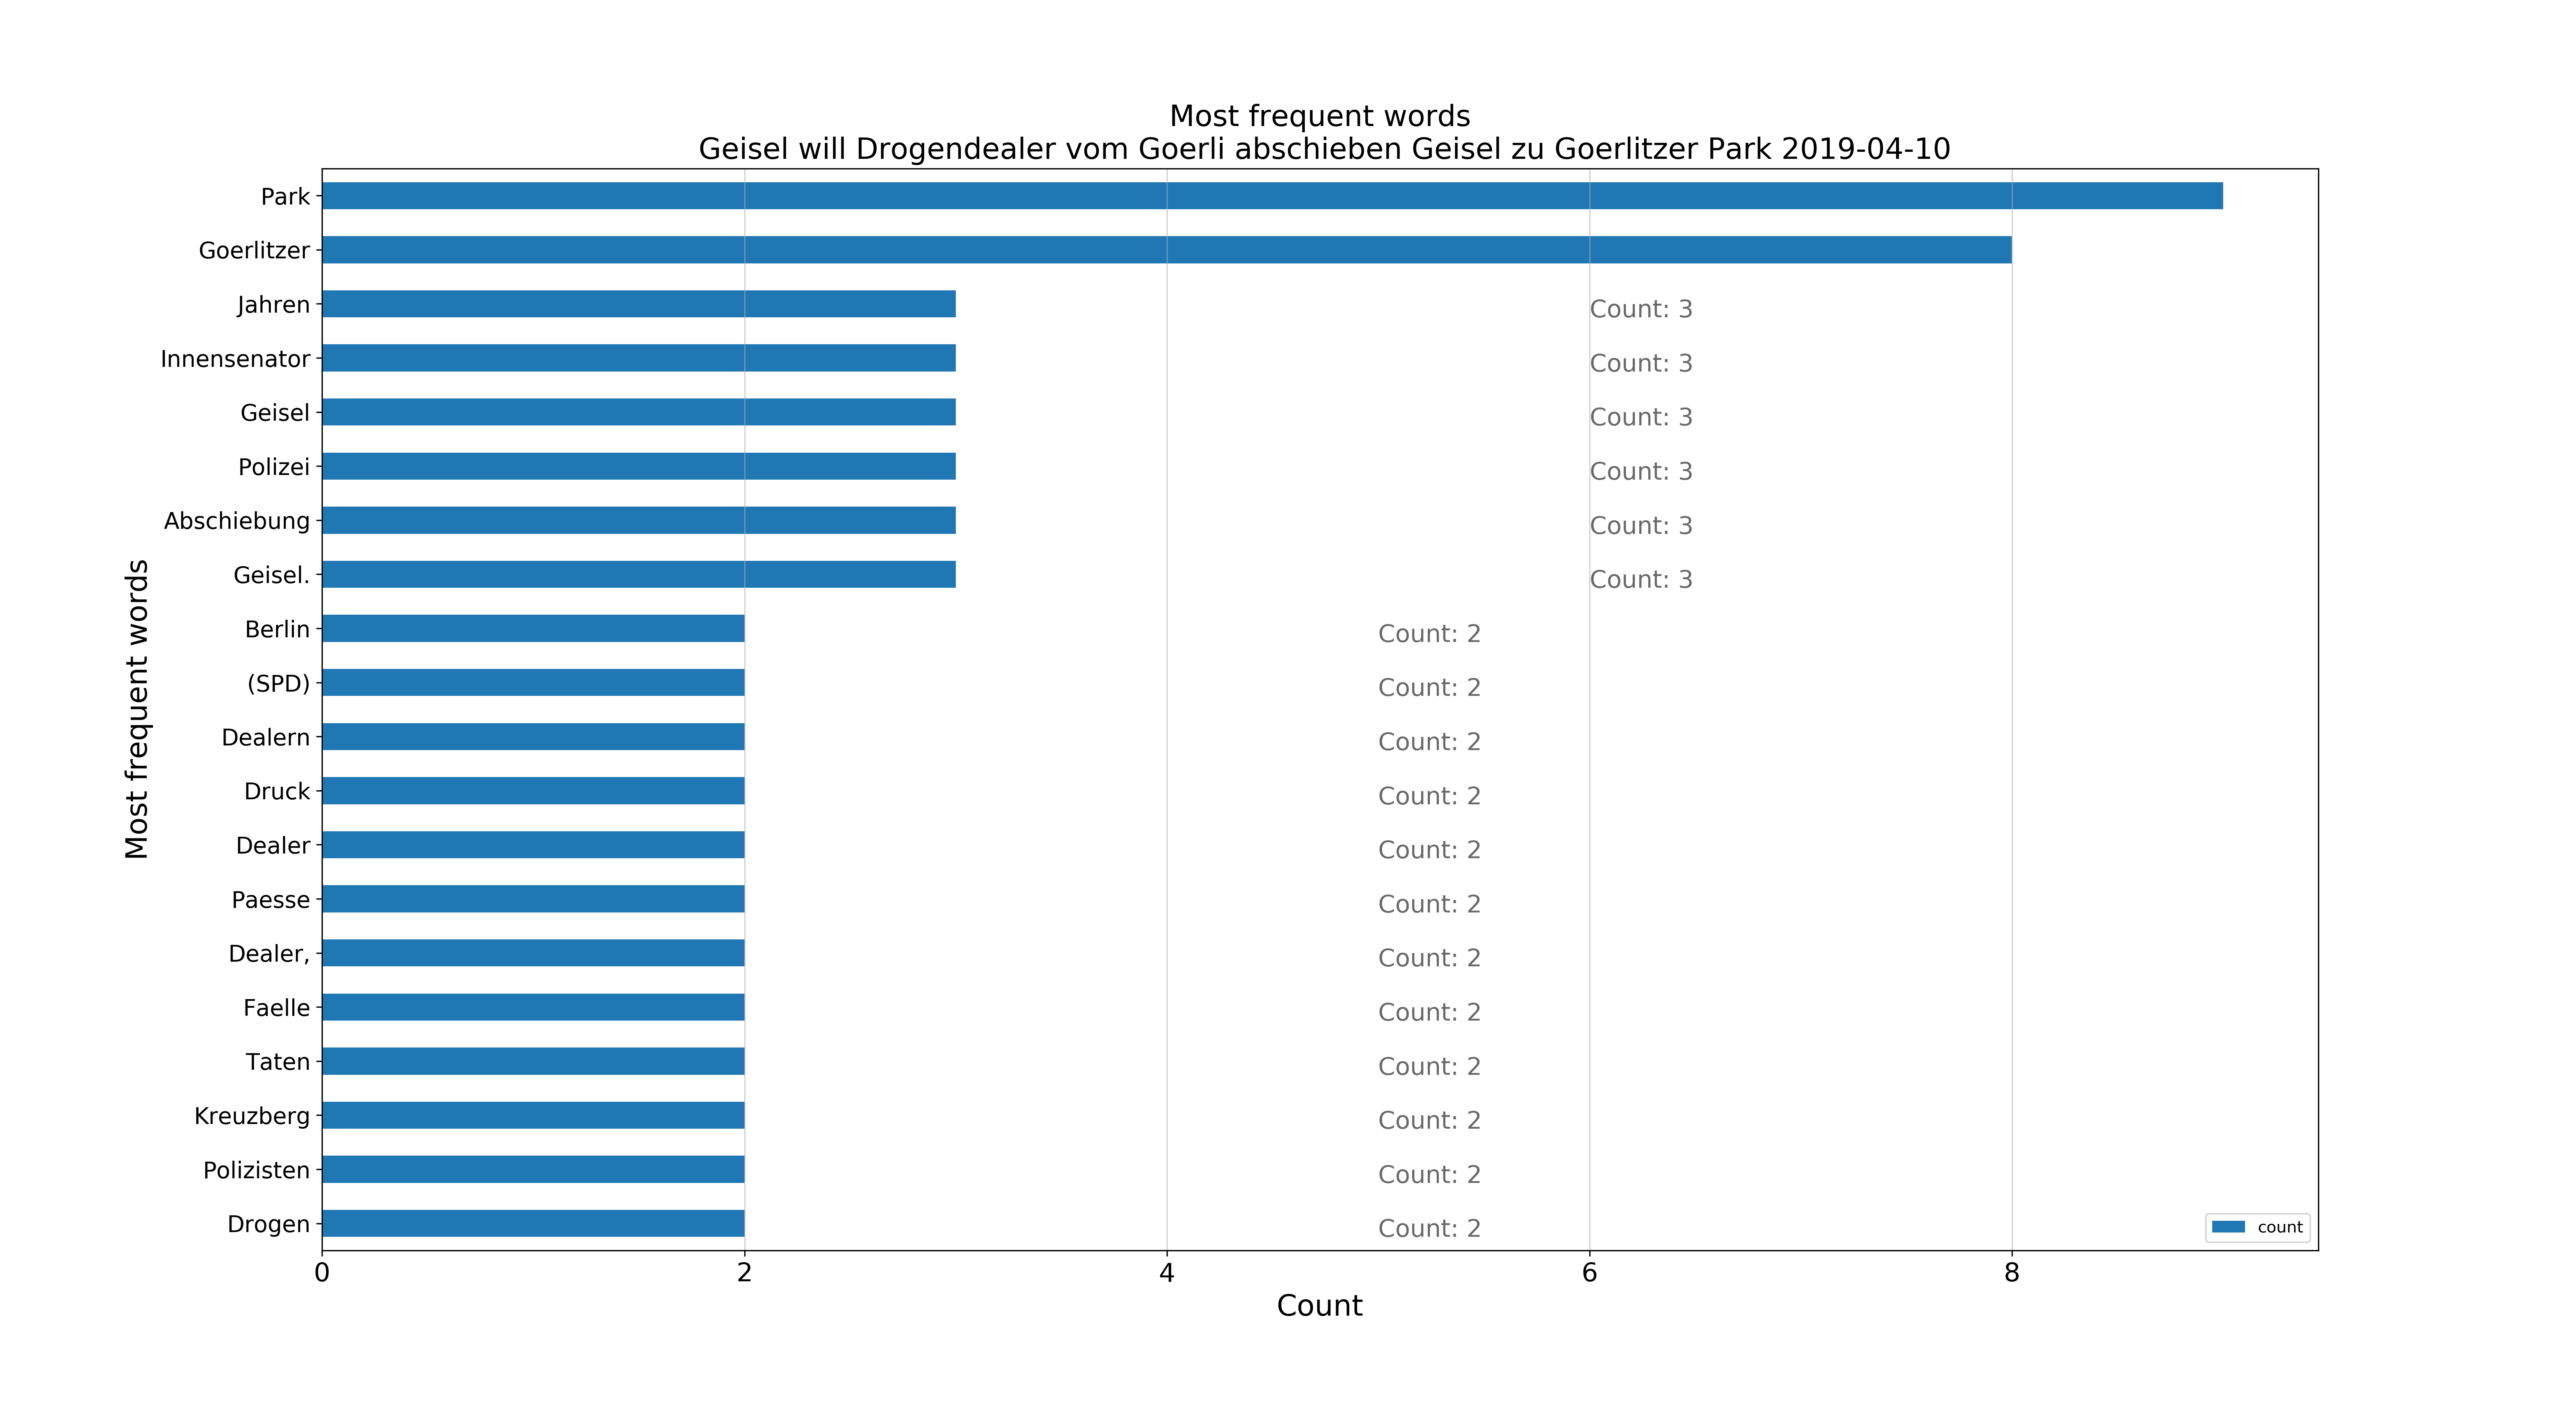 Most frequent words
Geisel will Drogendealer vom Goerli abschieben Geisel zu Goerlitzer Park 2019-04-10
Most frequent words
Park
Goerlitzer
Jahren Count: 3
Innensenator Count: 3
Geisel Count: 3
Polizei Count: 3
Abschiebung Count: 3
Geisel. Count: 3
Berlin Count: 2
(SPD) Count: 2
Dealern Count: 2
Druck Count: 2
Dealer Count: 2
Paesse Count: 2
Dealer, Count: 2
Faelle Count: 2
Taten Count: 2
Kreuzberg Count: 2
Polizisten Count: 2
Drogen Count: 2
count
0 2 4 6 8
Count